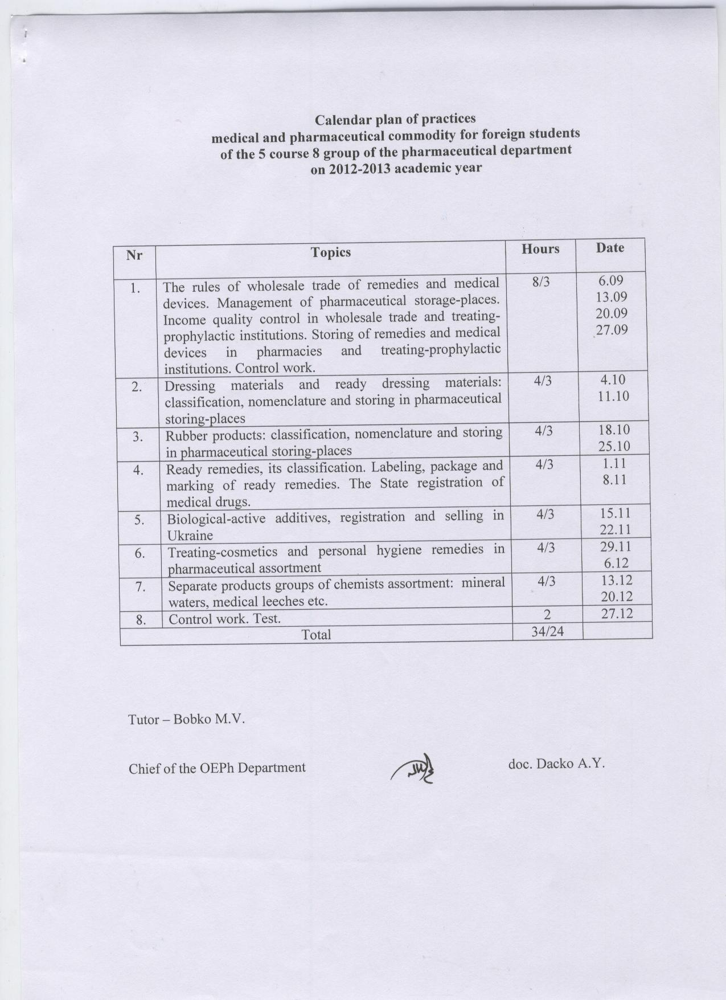 Calendar plan of practices
medical and pharmaceutical commodity for foreign students
of the 5 course 8 group of the pharmaceutical department
on 2012-2013 academic year
Nr Topics Hours Date
1. The rules of wholesale trade of remedies and medical 8/3 6.09
devices. Management of pharmaceutical storage-places. 13.09
Income quality control in wholesale trade and treating- 20.09
prophylactic institutions. Storing of remedies and medical 27.09
devices in pharmacies and treating-prophylactic
institutions. Control work.
2. Dressing materials and ready dressing materials: 4/3 4.10
classification, nomenclature and storing in pharmaceutical 11.10
storing-places
3. Rubber products: classification, nomenclature and storing 4/3 18.10
in pharmaceutical storing-places 25.10
4. Ready remedies, its classification. Labeling, package and 4/3 1.11
marking of ready remedies. The State registration of 8.11
medical drugs.
5. Biological-active additives, registration and selling in 4/3 15.11
Ukraine 22.11
6. Treating-cosmetics and personal hygiene remedies in 4/3 29.11
pharmaceutical assortment 6.12
7. Separate products groups of chemists assortment: mineral 4/3 13.12
waters, medical leeches etc. 20.12
8. Control work. Test. 2 27.12
Total 34/24
Tutor – Bobko M.V.
Chief of the OEPh Department doc. Dacko A.Y.